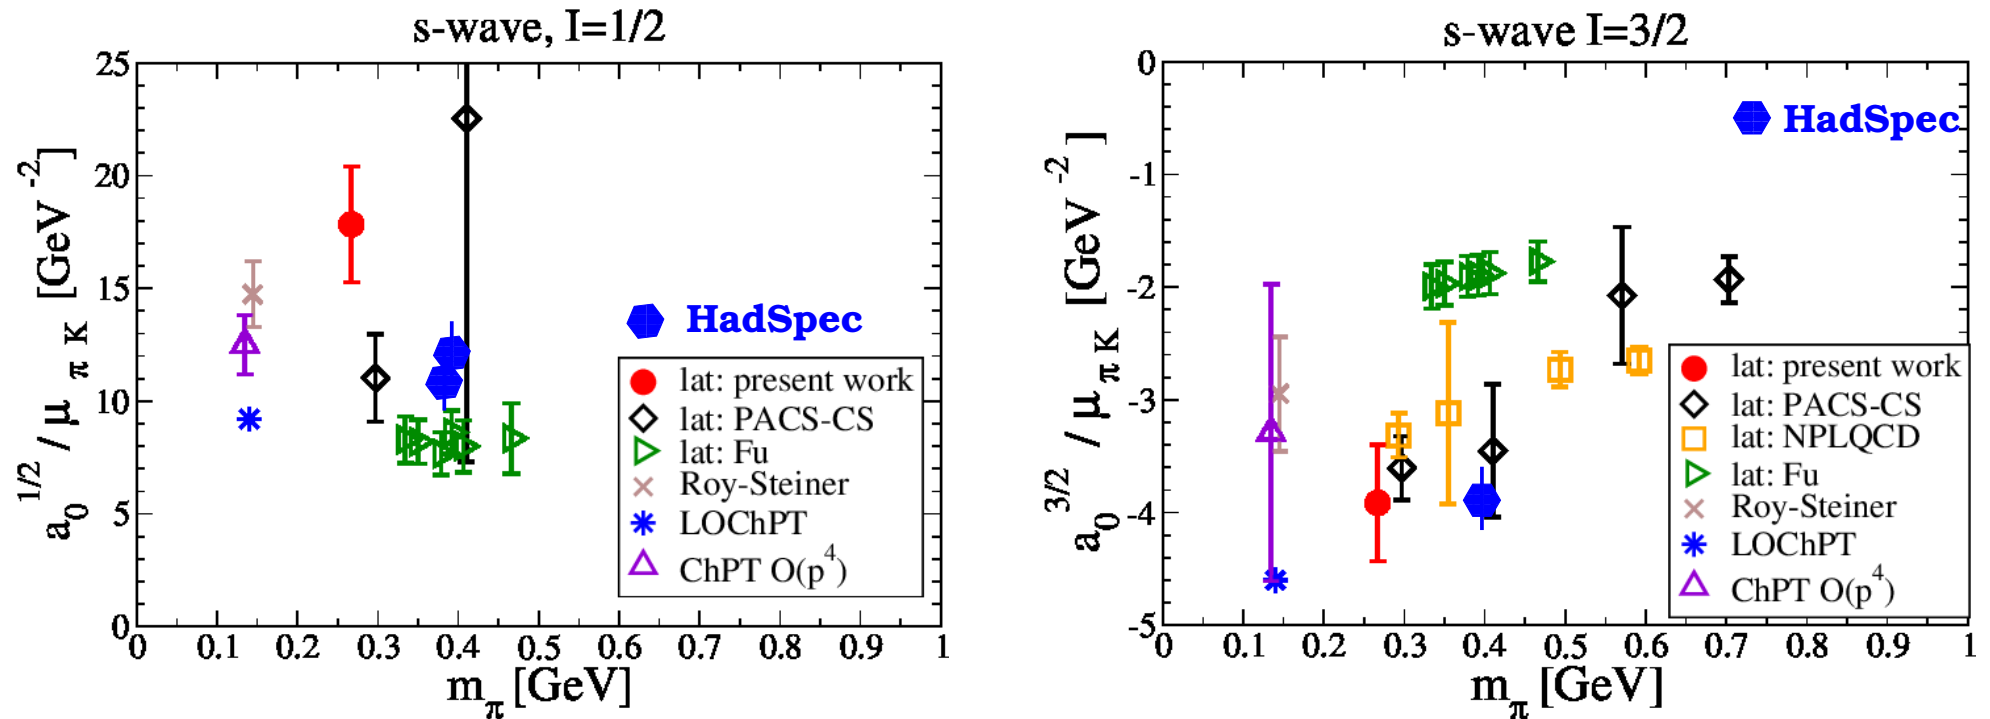 s-wave, I=1/2
a₀^1/2 / μ_π K [GeV^-2]
25
20
15
10
5
0
HadSpec
lat: present work
lat: PACS-CS
lat: Fu
Roy-Steiner
LOChPT
ChPT O(p^4)
0 0.1 0.2 0.3 0.4 0.5 0.6 0.7 0.8 0.9 1
m_π [GeV]
s-wave I=3/2
a₀^3/2 / μ_π K [GeV^-2]
0
-1
-2
-3
-4
-5
HadSpec
lat: present work
lat: PACS-CS
lat: NPLQCD
lat: Fu
Roy-Steiner
LOChPT
ChPT O(p^4)
0 0.1 0.2 0.3 0.4 0.5 0.6 0.7 0.8 0.9 1
m_π [GeV]